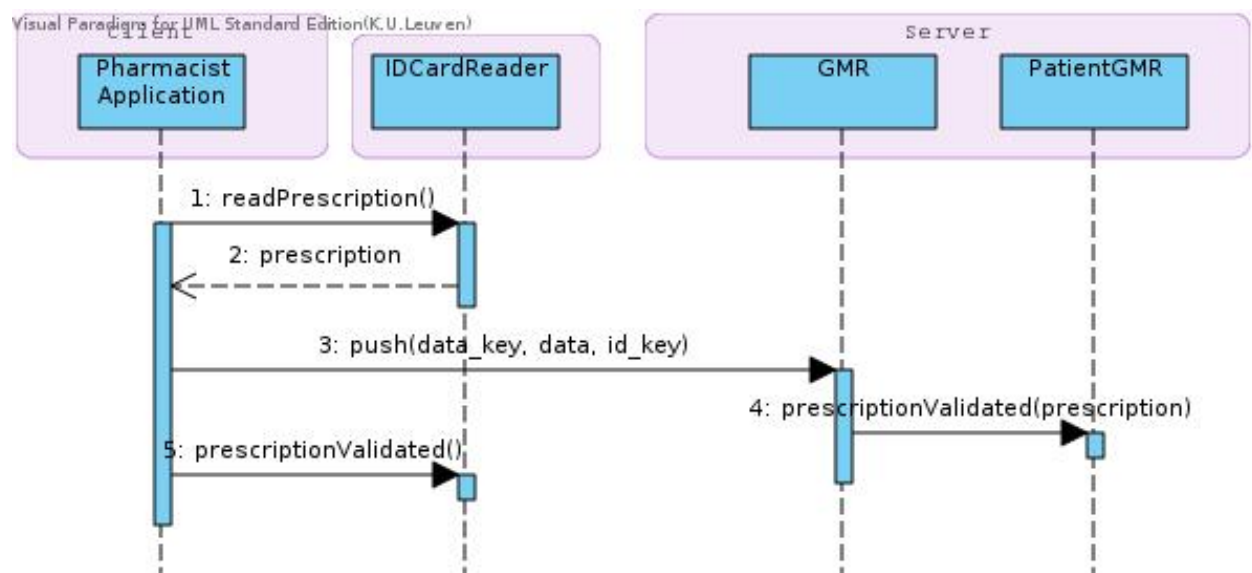 Visual Paradigm for UML Standard Edition(K.U.Leuven)
Client
Server
Pharmacist
Application
IDCardReader
GMR
PatientGMR
1: readPrescription()
2: prescription
3: push(data_key, data, id_key)
4: prescriptionValidated(prescription)
5: prescriptionValidated()